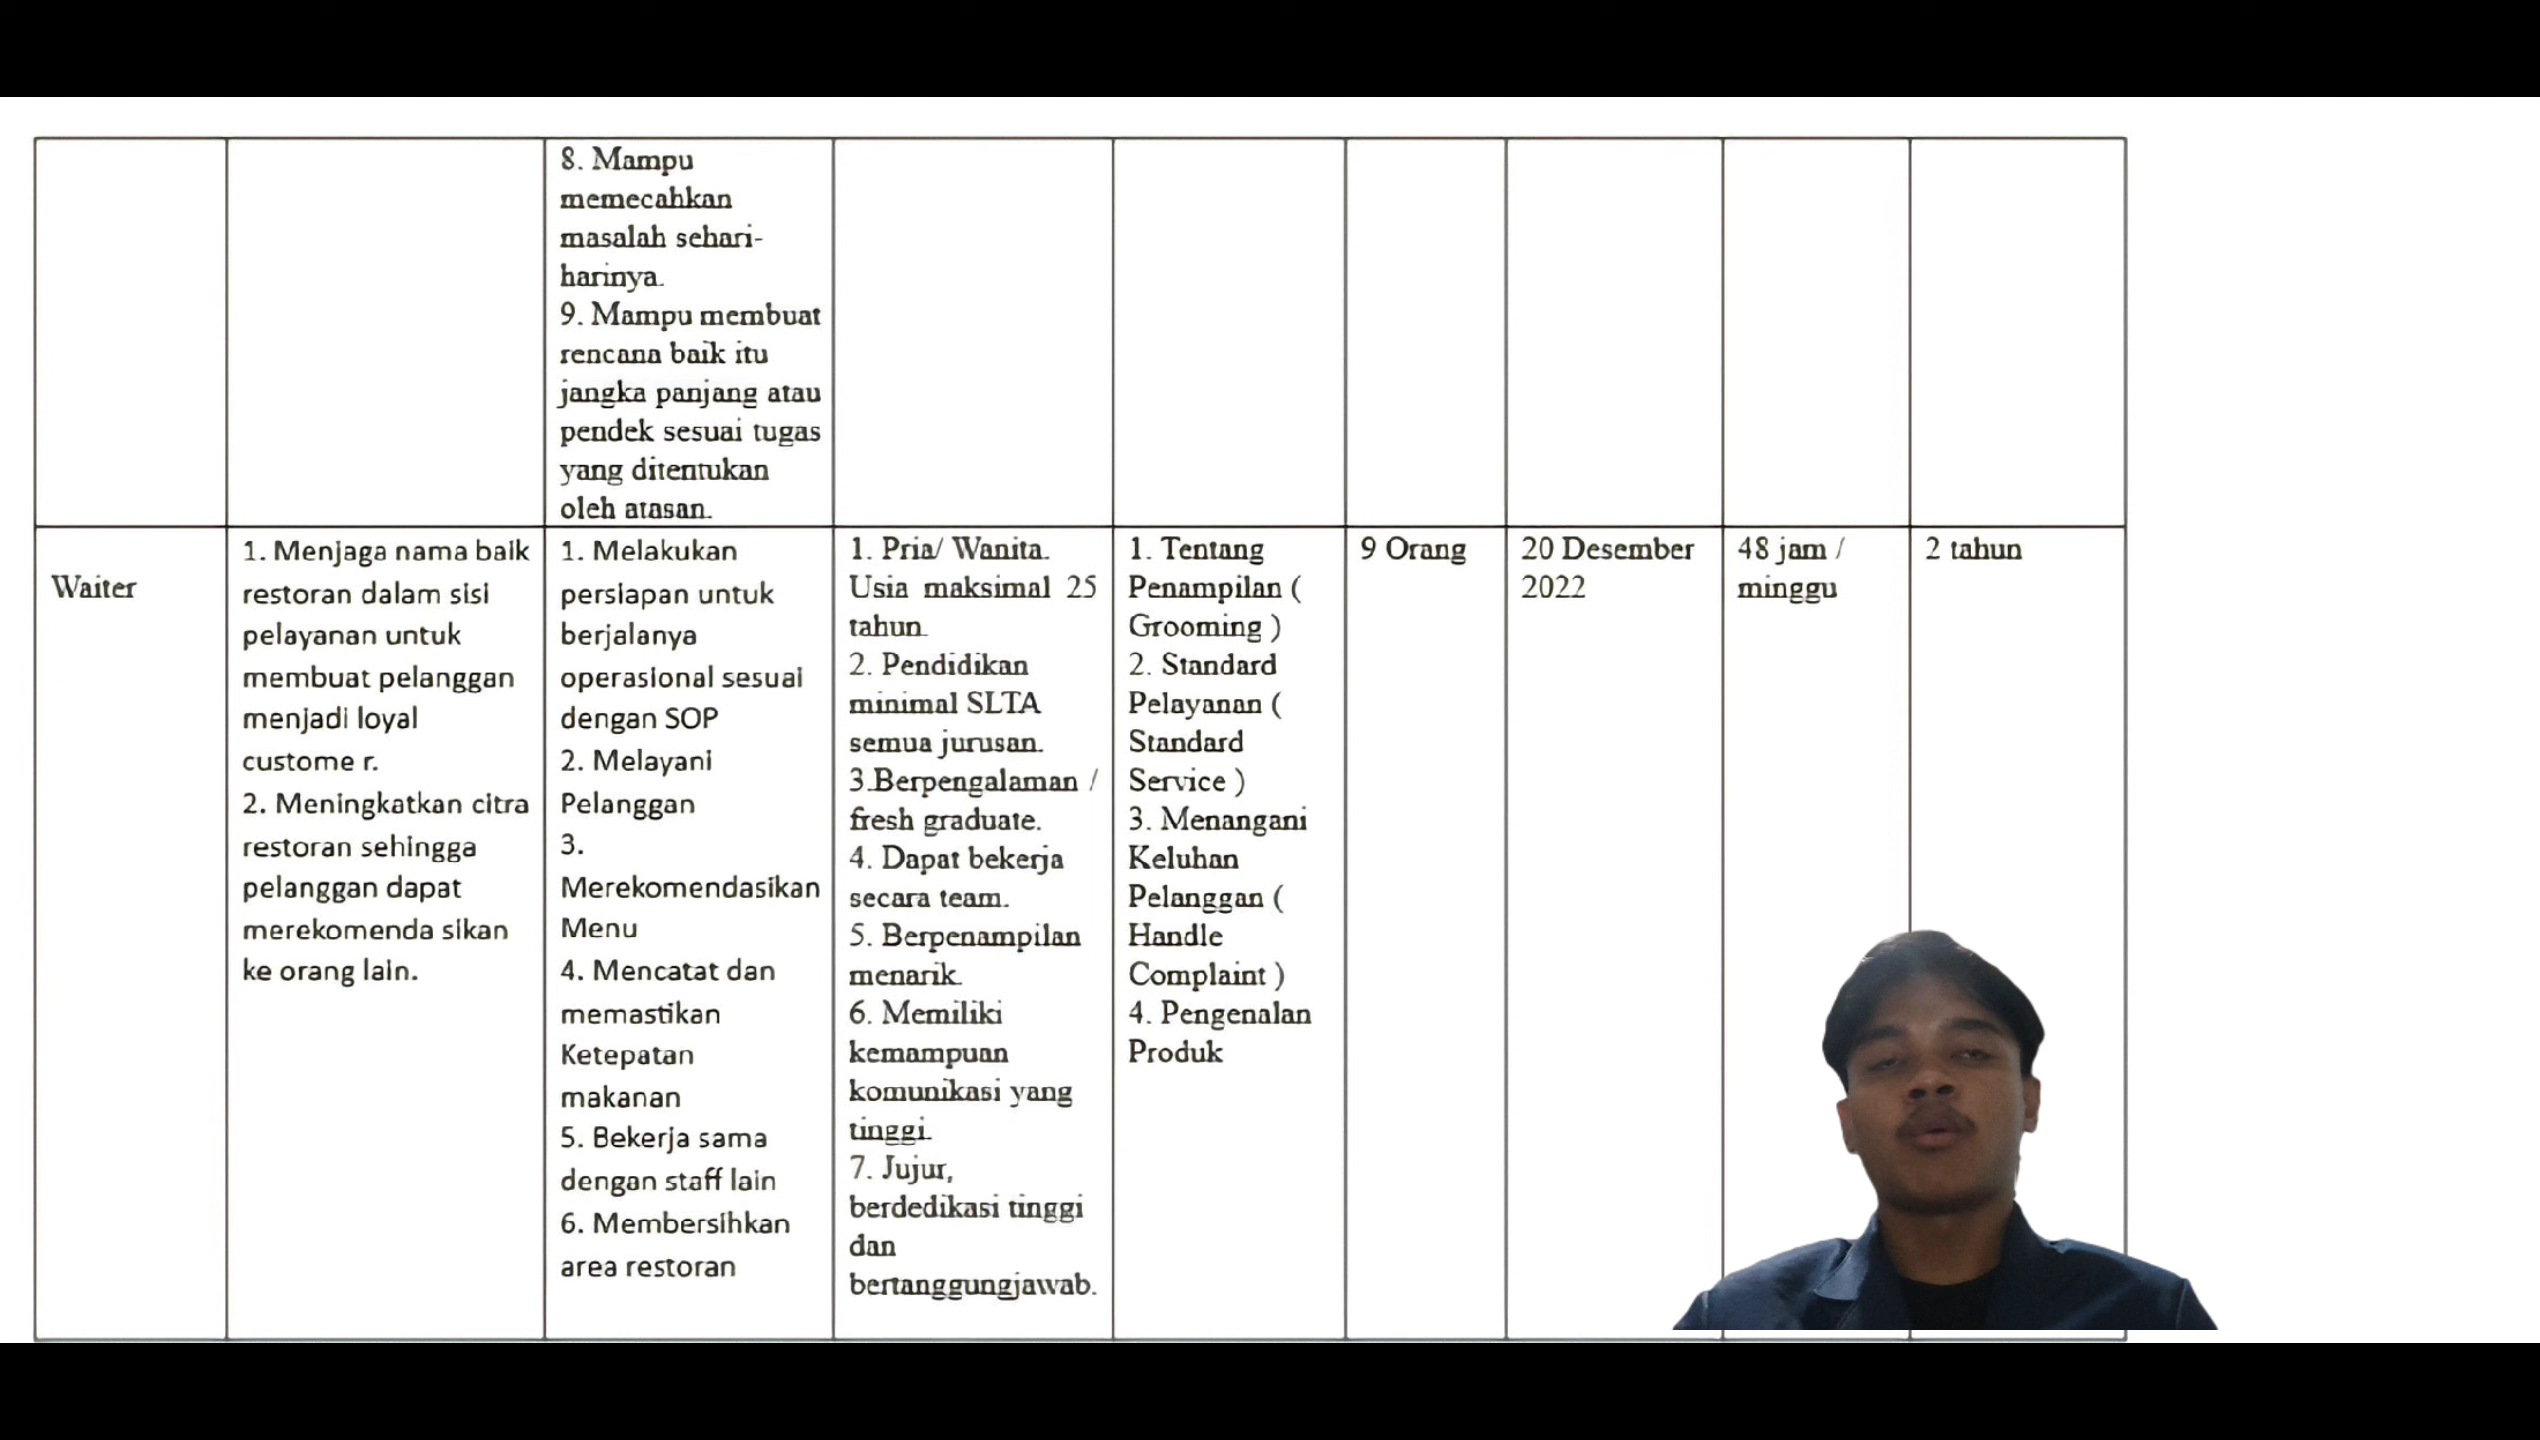 8. Mampu
memecahkan
masalah sehari-
harinya.
9. Mampu membuat
rencana baik itu
jangka panjang atau
pendek sesuai tugas
yang ditentukan
oleh atasan.
Waiter
1. Menjaga nama baik
restoran dalam sisi
pelayanan untuk
membuat pelanggan
menjadi loyal
custome r.
2. Meningkatkan citra
restoran sehingga
pelanggan dapat
merekomenda sikan
ke orang lain.
1. Melakukan
persiapan untuk
berjalanya
operasional sesuai
dengan SOP
2. Melayani
Pelanggan
3.
Merekomendasikan
Menu
4. Mencatat dan
memastikan
Ketepatan
makanan
5. Bekerja sama
dengan staff lain
6. Membersihkan
area restoran
1. Pria/ Wanita.
Usia maksimal 25
tahun.
2. Pendidikan
minimal SLTA
semua jurusan.
3.Berpengalaman /
fresh graduate.
4. Dapat bekerja
secara team.
5. Berpenampilan
menarik.
6. Memiliki
kemampuan
komunikasi yang
tinggi.
7. Jujur,
berdedikasi tinggi
dan
bertanggungjawab.
1. Tentang
Penampilan (
Grooming )
2. Standard
Pelayanan (
Standard
Service )
3. Menangani
Keluhan
Pelanggan (
Handle
Complaint )
4. Pengenalan
Produk
9 Orang
20 Desember
2022
48 jam /
minggu
2 tahun